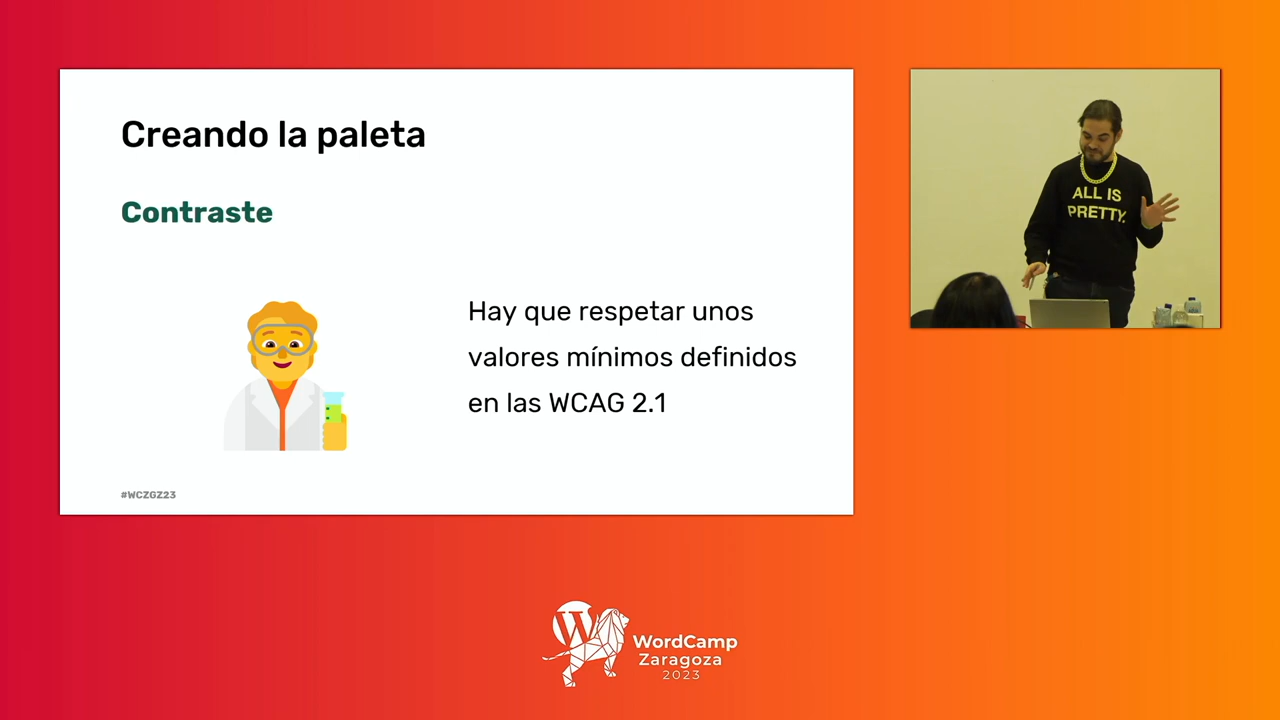 Creando la paleta
Contraste
Hay que respetar unos
valores mínimos definidos
en las WCAG 2.1
#WCZGZ23
ALL IS
PRETTY.
WordCamp
Zaragoza
2023